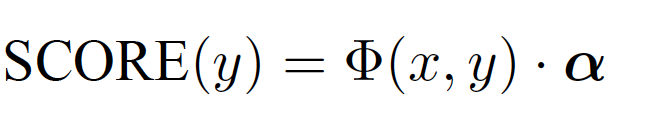 SCORE(y) = Φ(x, y) · α